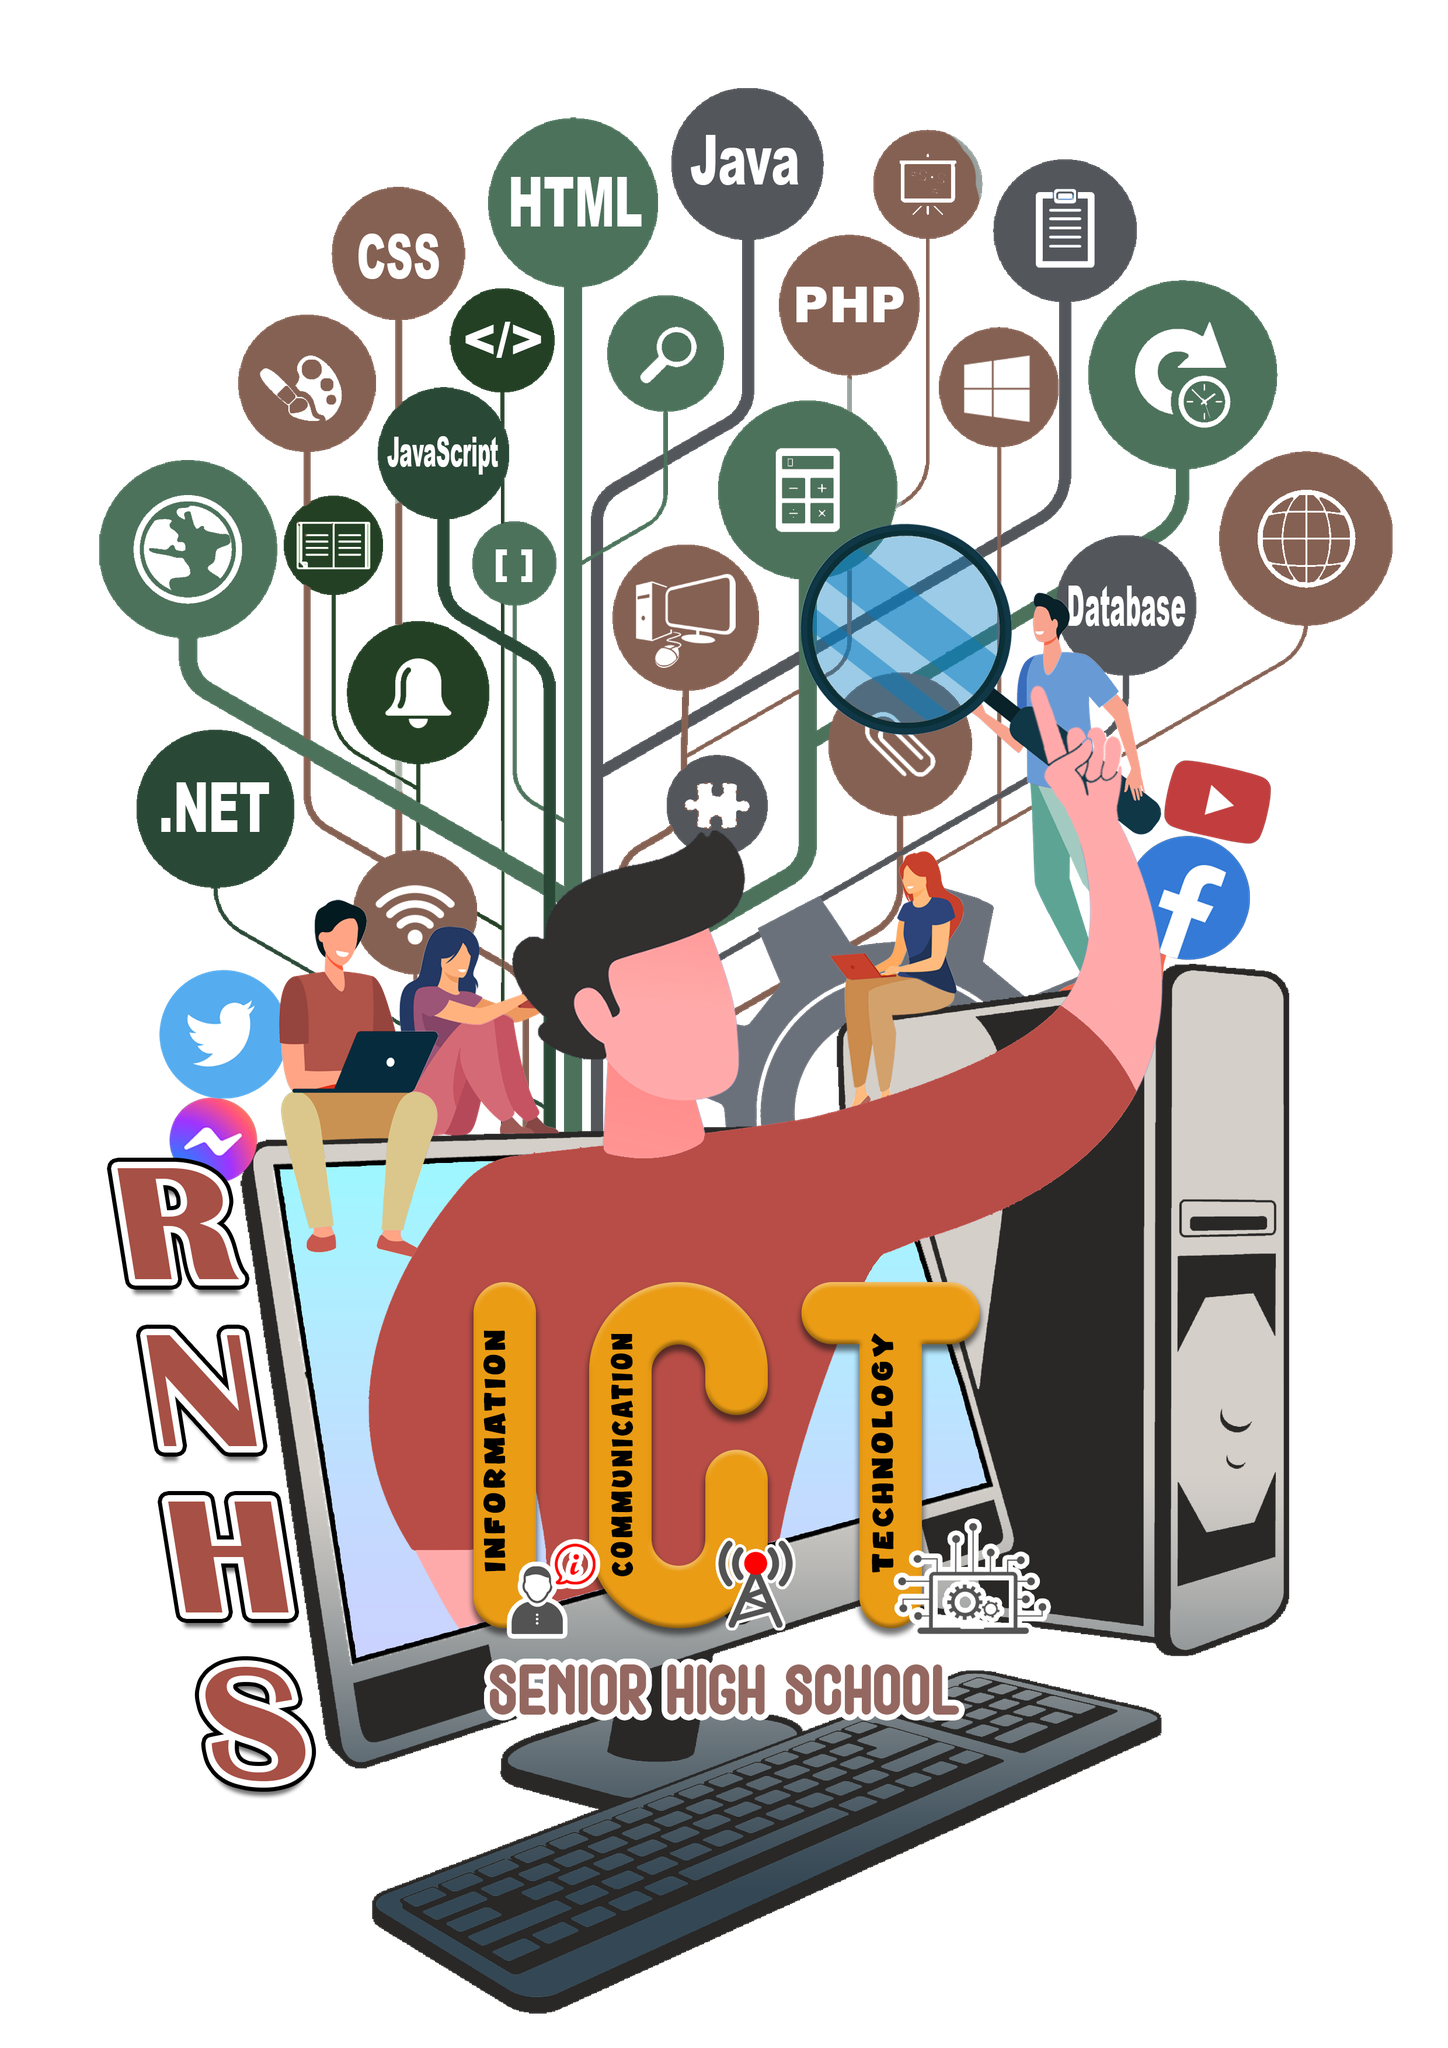 Java
HTML
CSS
PHP
</>
JavaScript
[ ]
Database
.NET
RNHS
ICT
INFORMATION
COMMUNICATION
TECHNOLOGY
i
SENIOR HIGH SCHOOL